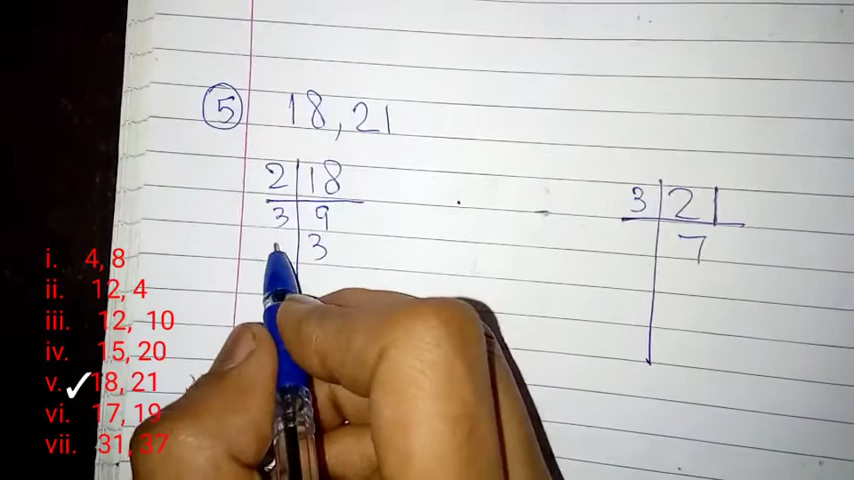 ⑤ 18, 21
2 | 18
3 | 9
3
3 | 21
7
i. 4, 8
ii. 12, 4
iii. 12, 10
iv. 15, 20
v. ✓ 18, 21
vi. 17, 19
vii. 31, 37